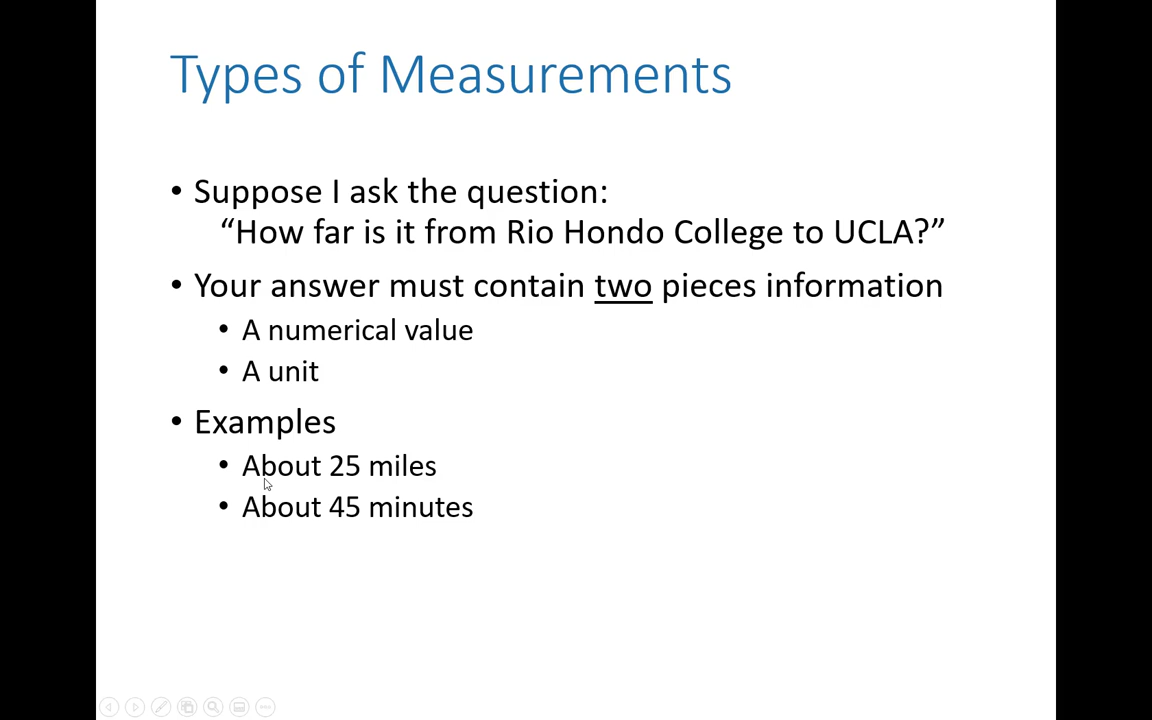 Types of Measurements
• Suppose I ask the question:
“How far is it from Rio Hondo College to UCLA?”
• Your answer must contain two pieces information
• A numerical value
• A unit
• Examples
• About 25 miles
• About 45 minutes